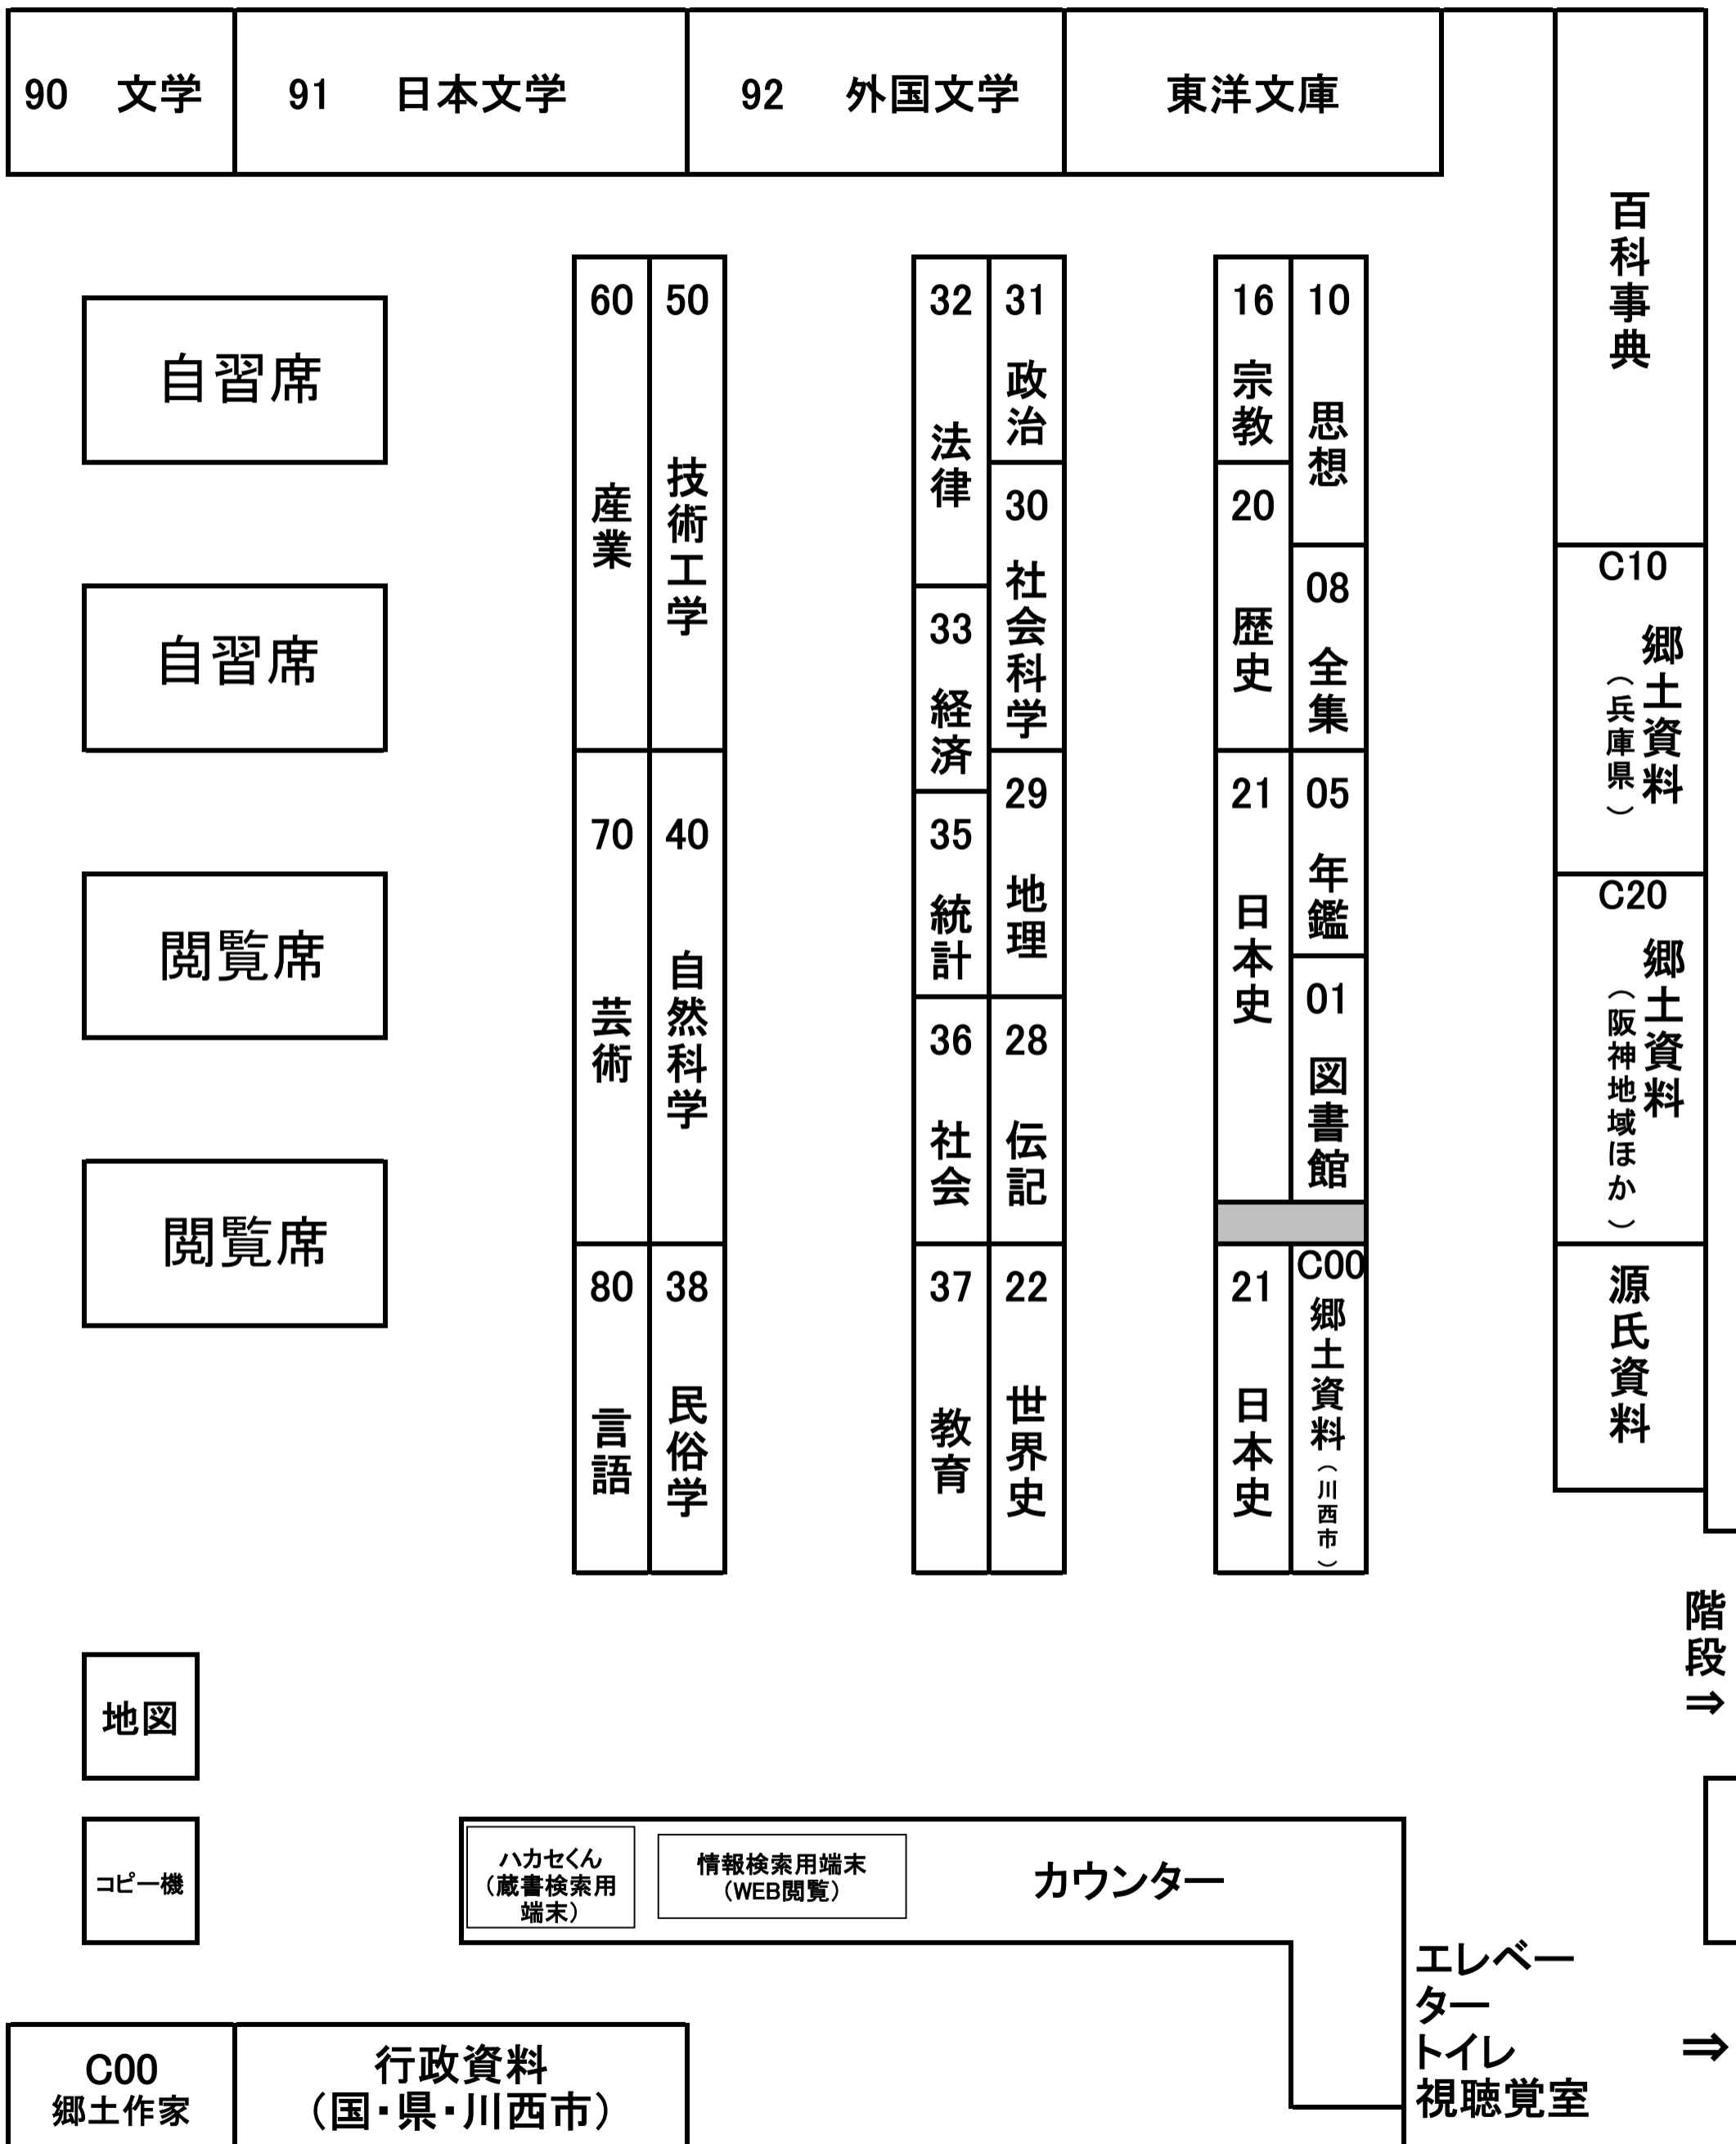 90 文学
91 日本文学
92 外国文学
東洋文庫
百科事典
自習席
自習席
閲覧席
閲覧席
60 産業
50 技術工学
70 芸術
40 自然科学
80 言語
38 民俗学
32 法律
31 政治
30 社会科学
33 経済
29 地理
35 統計
36 社会
28 伝記
37 教育
22 世界史
16 宗教
10 思想
20 歴史
08 全集
21 日本史
05 年鑑
01 図書館
21 日本史
C00
郷土資料(川西市)
C10
郷土資料
(兵庫県)
C20
郷土資料
(阪神地域ほか)
源氏資料
階段⇒
地図
コピー機
ハカセくん
(蔵書検索用
端末)
情報検索用端末
(WEB閲覧)
カウンター
エレベー
ター
トイレ ⇒
視聴覚室
C00
郷土作家
行政資料
(国・県・川西市)